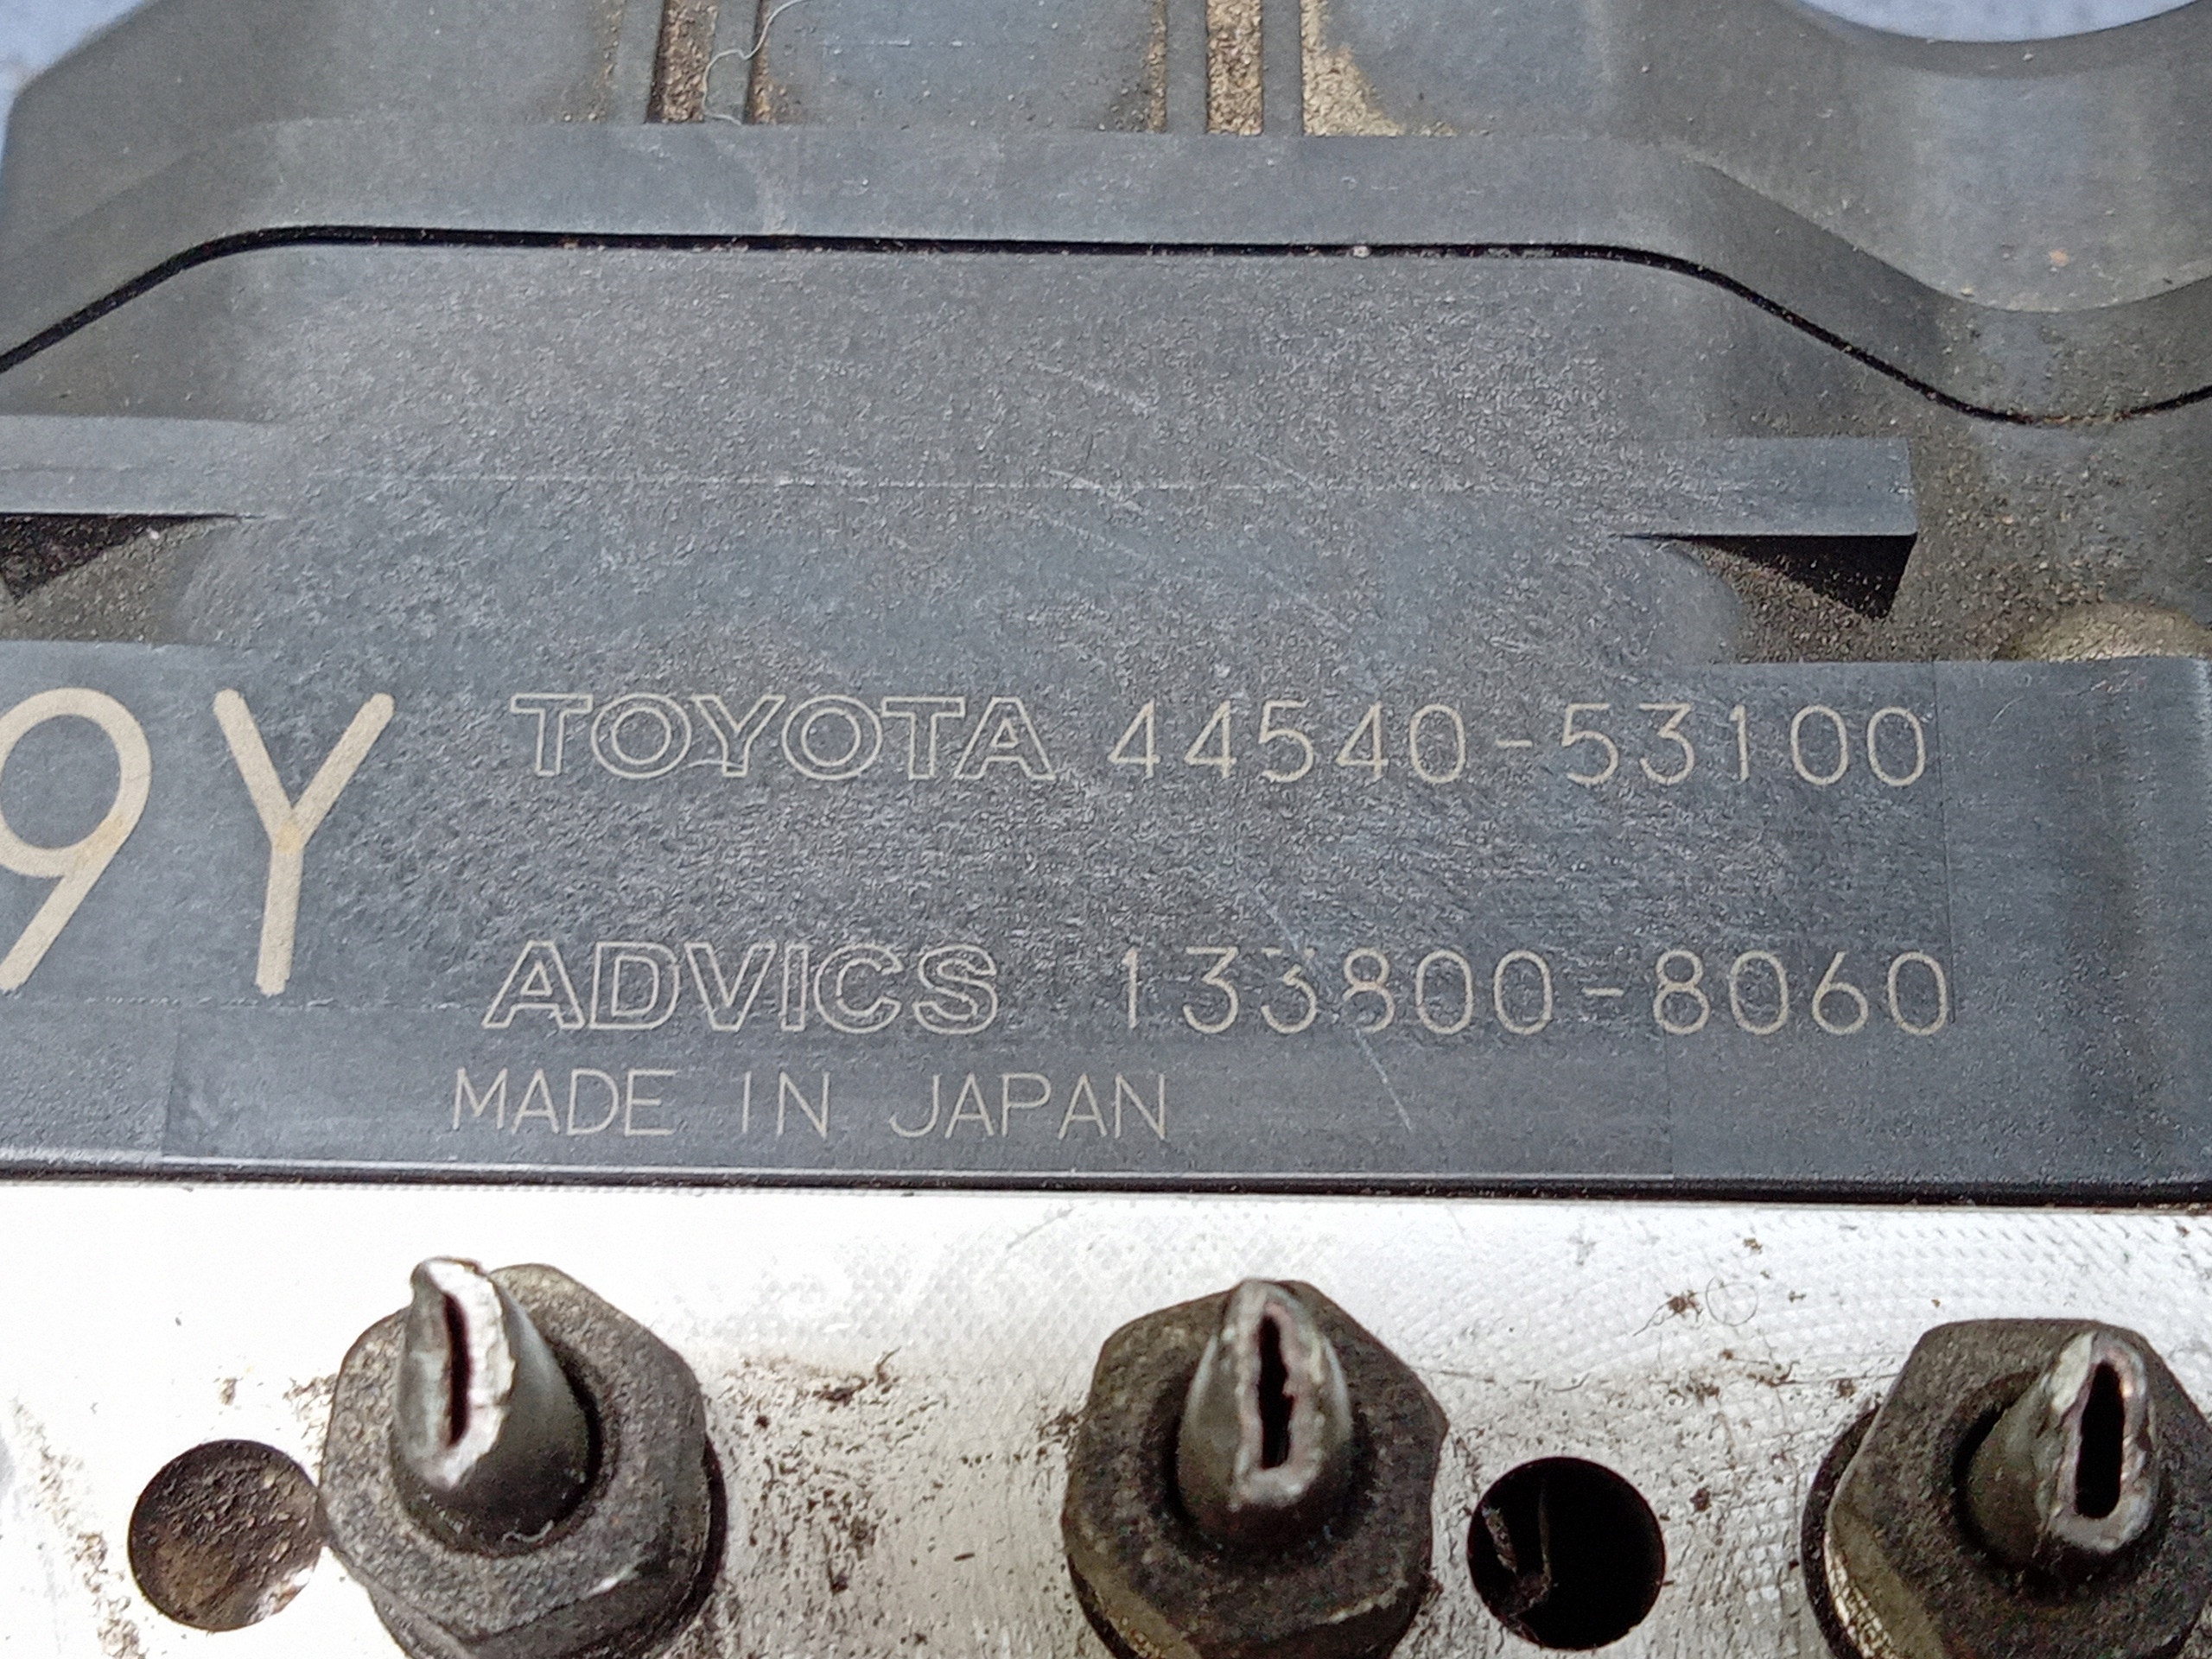 9Y
TOYOTA 44540-53100
ADVICS 133800-8060
MADE IN JAPAN